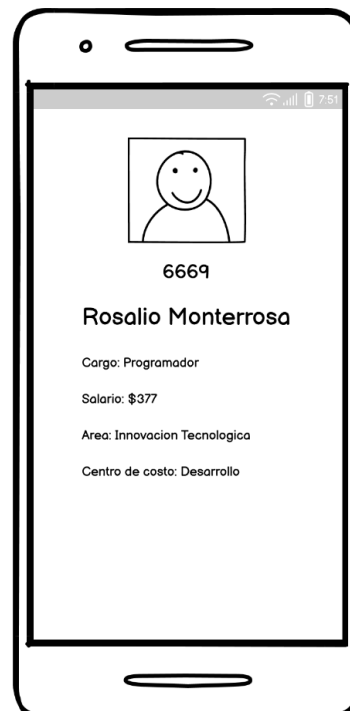 7:51
6669
Rosalio Monterrosa
Cargo: Programador
Salario: $377
Area: Innovacion Tecnologica
Centro de costo: Desarrollo